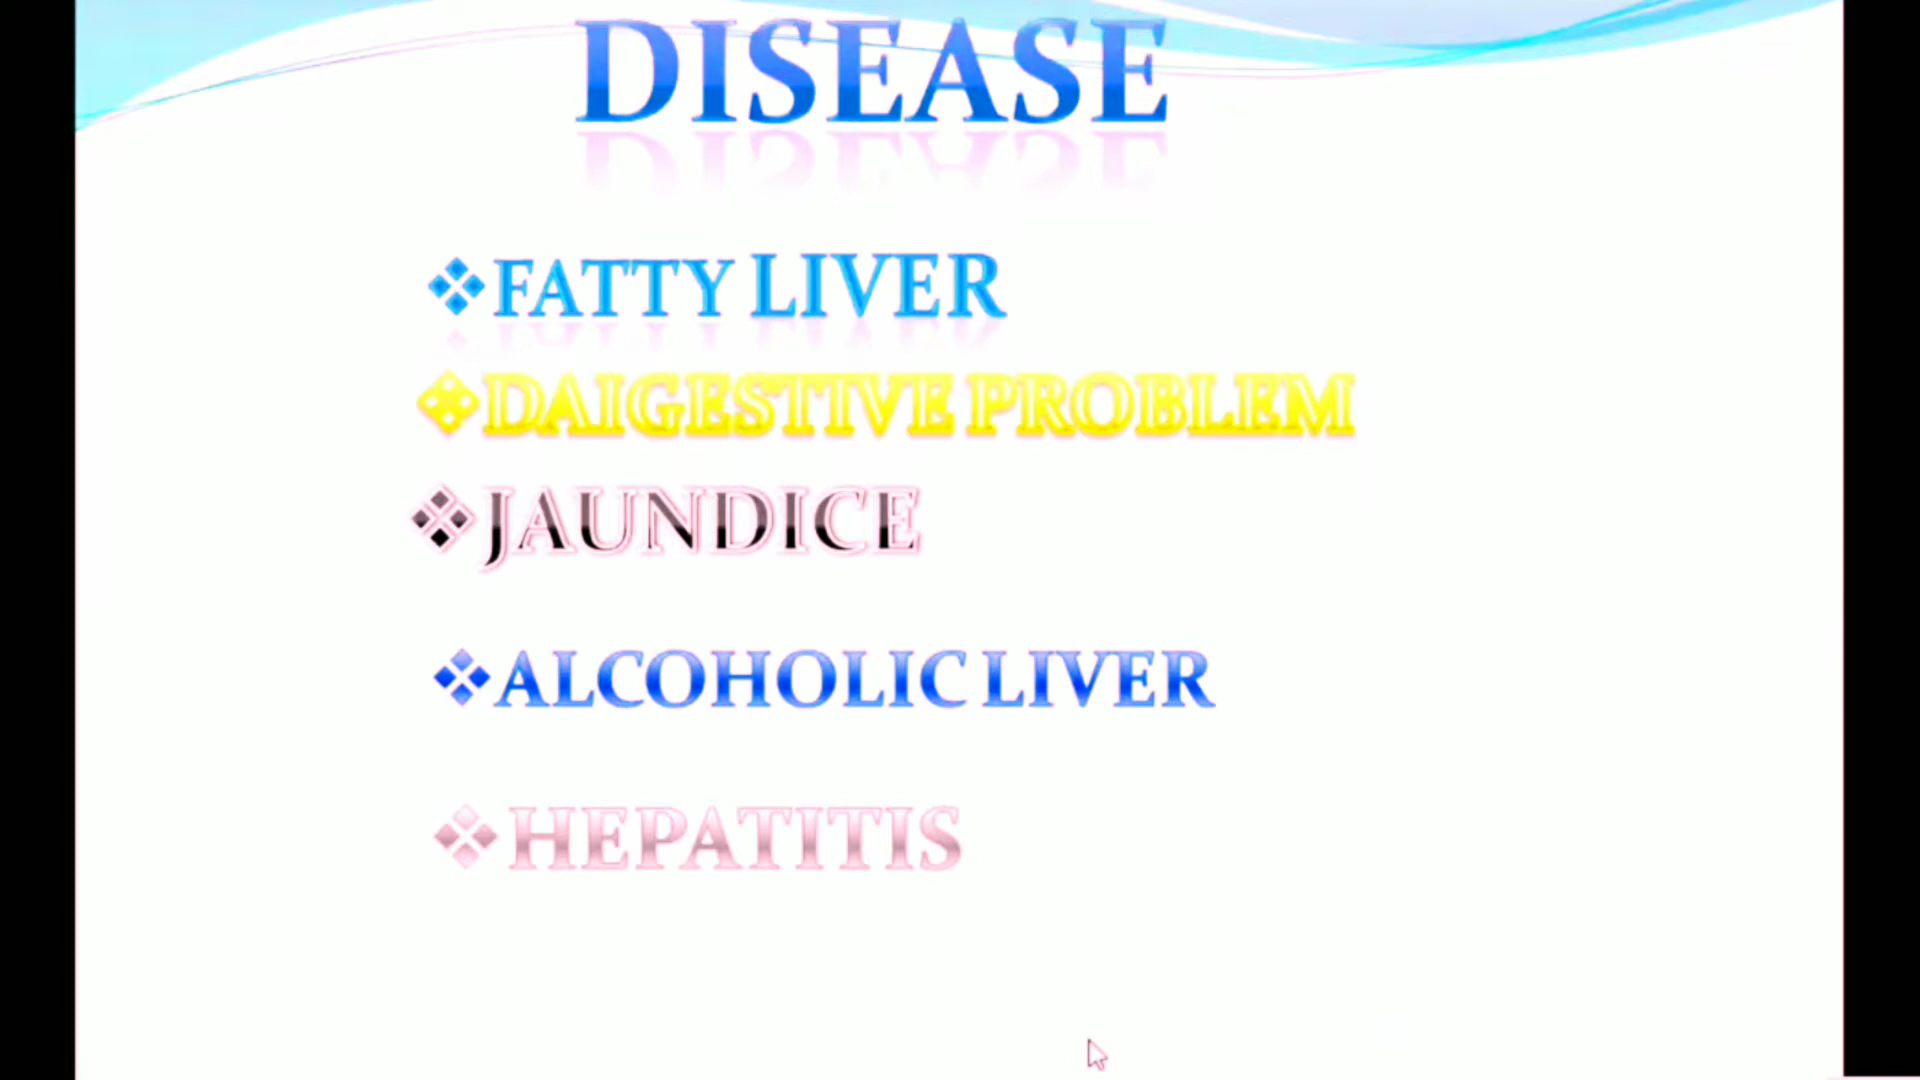 DISEASE
FATTY LIVER
DAIGESTIVE PROBLEM
JAUNDICE
ALCOHOLIC LIVER
HEPATITIS